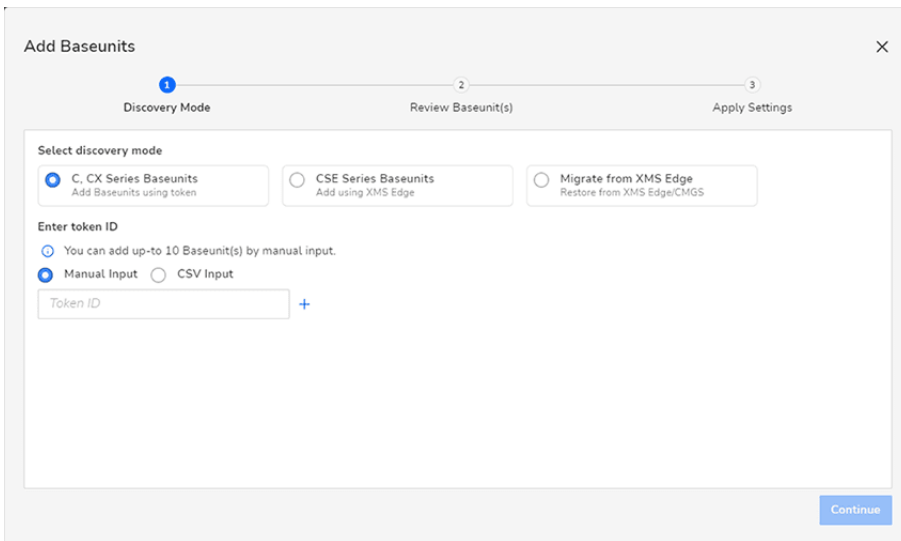 Add Baseunits
1
2
3
Discovery Mode
Review Baseunit(s)
Apply Settings
Select discovery mode
C, CX Series Baseunits
Add Baseunits using token
CSE Series Baseunits
Add using XMS Edge
Migrate from XMS Edge
Restore from XMS Edge/CMGS
Enter token ID
You can add up-to 10 Baseunit(s) by manual input.
Manual Input
CSV Input
Token ID
Continue